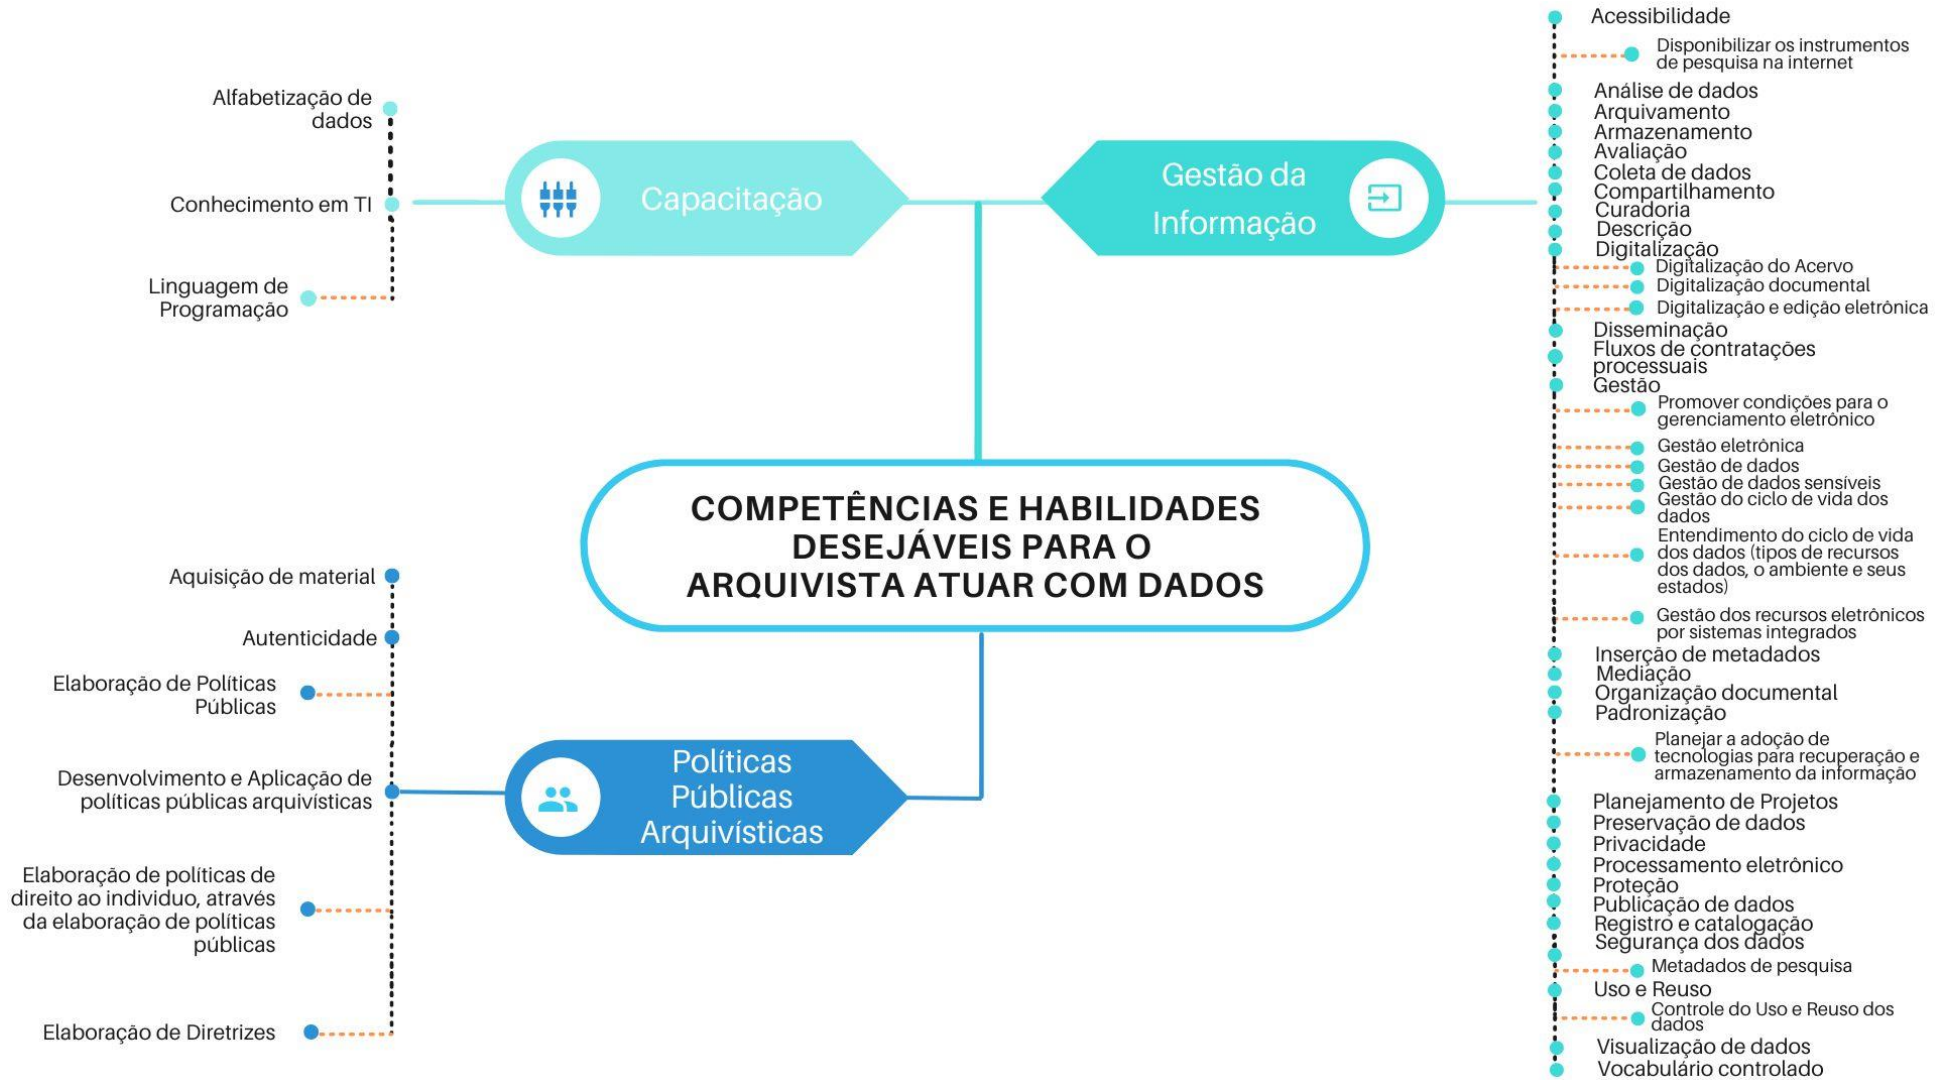 Alfabetização de
dados
Conhecimento em TI
Linguagem de
Programação
Capacitação
Gestão da
Informação
Acessibilidade
Disponibilizar os instrumentos
de pesquisa na internet
Análise de dados
Arquivamento
Armazenamento
Avaliação
Coleta de dados
Compartilhamento
Curadoria
Descrição
Digitalização
Digitalização do Acervo
Digitalização documental
Digitalização e edição eletrônica
Disseminação
Fluxos de contratações
processuais
Gestão
Promover condições para o
gerenciamento eletrônico
Gestão eletrônica
Gestão de dados
Gestão de dados sensíveis
Gestão do ciclo de vida dos
dados
Entendimento do ciclo de vida
dos dados (tipos de recursos
dos dados, o ambiente e seus
estados)
Gestão dos recursos eletrônicos
por sistemas integrados
Inserção de metadados
Mediação
Organização documental
Padronização
Planejar a adoção de
tecnologias para recuperação e
armazenamento da informação
Planejamento de Projetos
Preservação de dados
Privacidade
Processamento eletrônico
Proteção
Publicação de dados
Registro e catalogação
Segurança dos dados
Metadados de pesquisa
Uso e Reuso
Controle do Uso e Reuso dos
dados
Visualização de dados
Vocabulário controlado
COMPETÊNCIAS E HABILIDADES
DESEJÁVEIS PARA O
ARQUIVISTA ATUAR COM DADOS
Políticas
Públicas
Arquivísticas
Aquisição de material
Autenticidade
Elaboração de Políticas
Públicas
Desenvolvimento e Aplicação de
políticas públicas arquivísticas
Elaboração de políticas de
direito ao individuo, através
da elaboração de políticas
públicas
Elaboração de Diretrizes